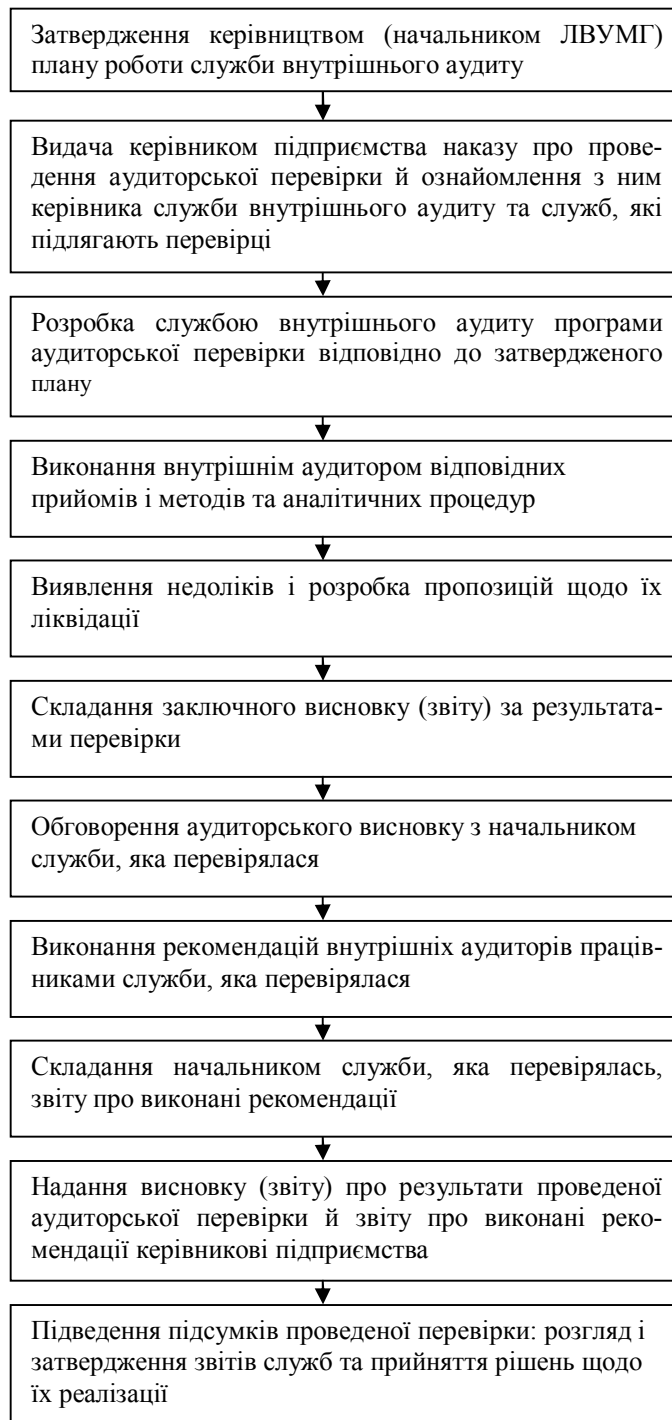 Затвердження керівництвом (начальником ЛВУМГ)
плану роботи служби внутрішнього аудиту
Видача керівником підприємства наказу про прове-
дення аудиторської перевірки й ознайомлення з ним
керівника служби внутрішнього аудиту та служб, які
підлягають перевірці
Розробка службою внутрішнього аудиту програми
аудиторської перевірки відповідно до затвердженого
плану
Виконання внутрішнім аудитором відповідних
прийомів і методів та аналітичних процедур
Виявлення недоліків і розробка пропозицій щодо їх
ліквідації
Складання заключного висновку (звіту) за результата-
ми перевірки
Обговорення аудиторського висновку з начальником
служби, яка перевірялася
Виконання рекомендацій внутрішніх аудиторів праців-
никами служби, яка перевірялася
Складання начальником служби, яка перевірялась,
звіту про виконані рекомендації
Надання висновку (звіту) про результати проведеної
аудиторської перевірки й звіту про виконані реко-
мендації керівникові підприємства
Підведення підсумків проведеної перевірки: розгляд і
затвердження звітів служб та прийняття рішень щодо
їх реалізації